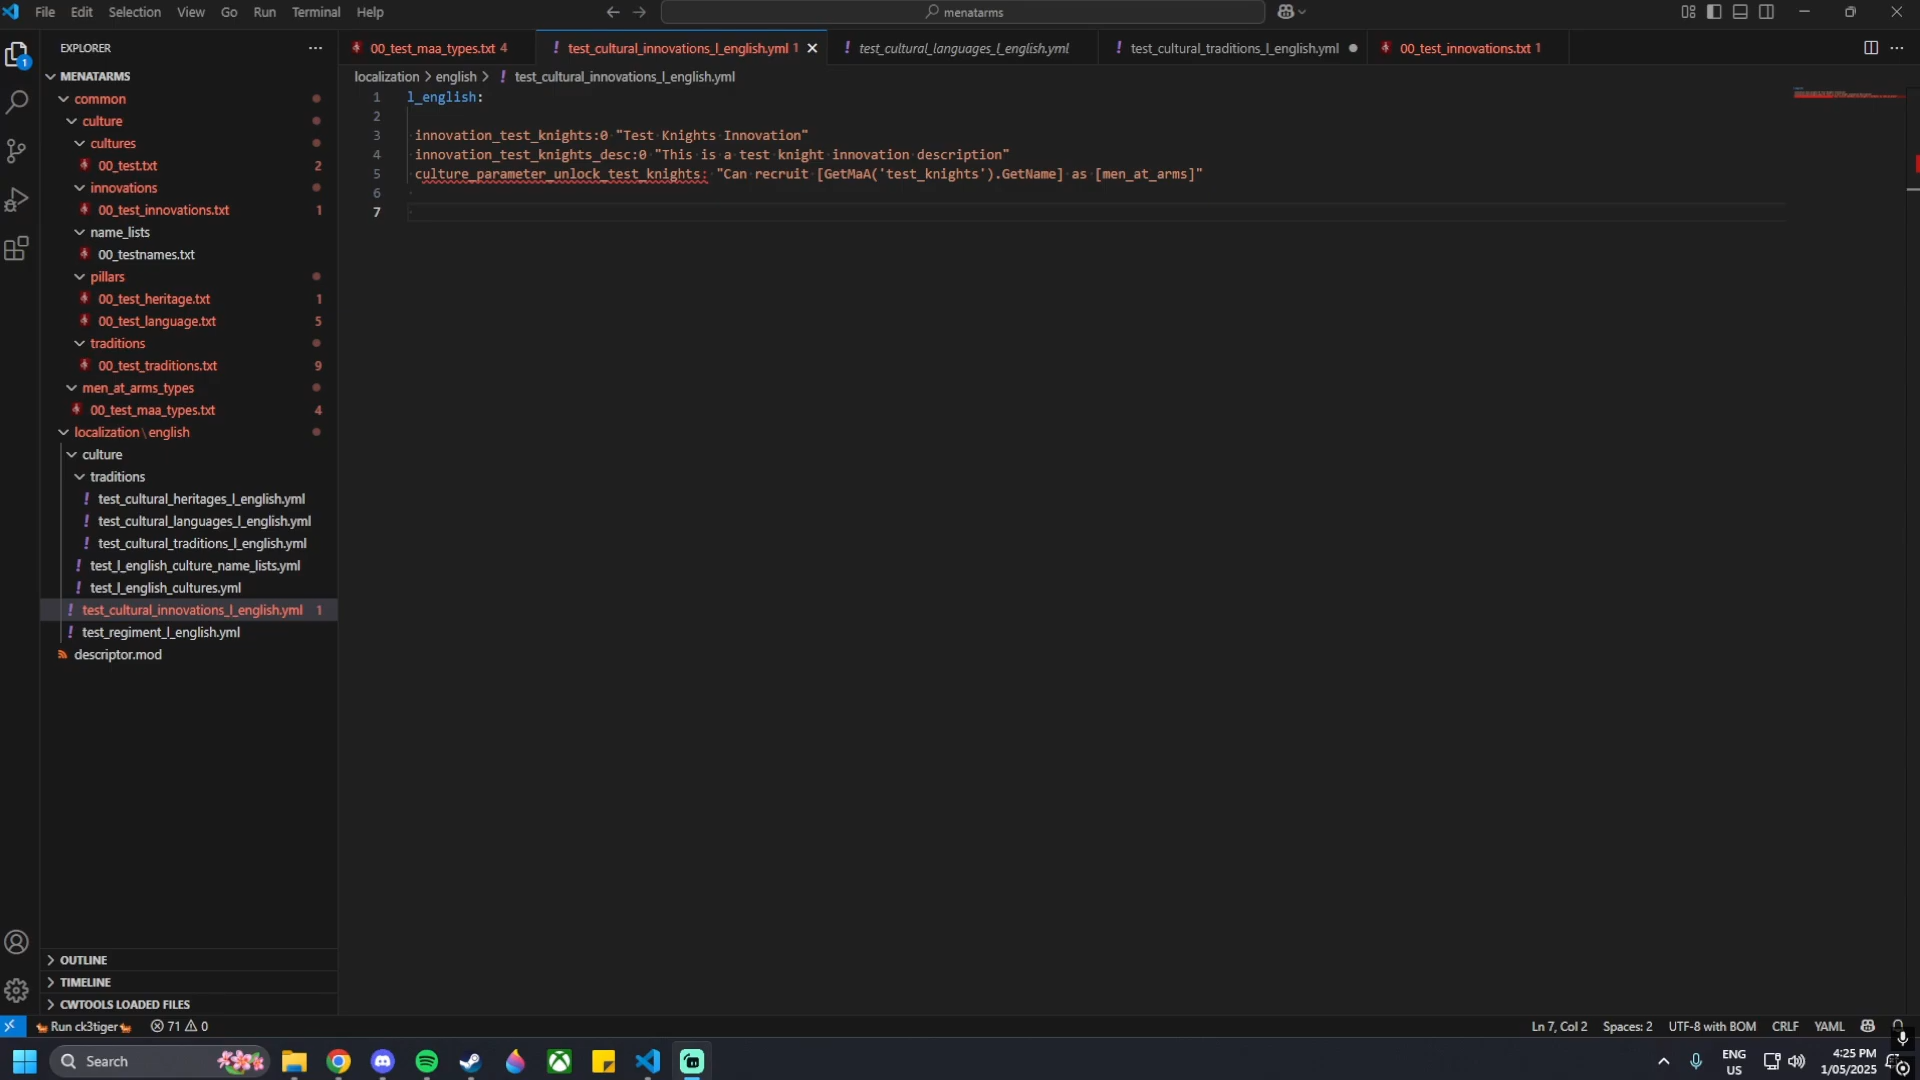 File Edit Selection View Go Run Terminal Help
menatarms
EXPLORER
MENATARMS
common
culture
cultures
00_test.txt 2
innovations
00_test_innovations.txt 1
name_lists
00_testnames.txt
pillars
00_test_heritage.txt 1
00_test_language.txt 5
traditions
00_test_traditions.txt 9
men_at_arms_types
00_test_maa_types.txt 4
localization \ english
culture
traditions
test_cultural_heritages_l_english.yml
test_cultural_languages_l_english.yml
test_cultural_traditions_l_english.yml
test_l_english_culture_name_lists.yml
test_l_english_cultures.yml
test_cultural_innovations_l_english.yml 1
test_regiment_l_english.yml
descriptor.mod
OUTLINE
TIMELINE
CWTOOLS LOADED FILES
00_test_maa_types.txt 4
test_cultural_innovations_l_english.yml 1
test_cultural_languages_l_english.yml
test_cultural_traditions_l_english.yml
00_test_innovations.txt 1
localization > english > test_cultural_innovations_l_english.yml
1 l_english:
2
3 innovation_test_knights:0 "Test Knights Innovation"
4 innovation_test_knights_desc:0 "This is a test knight innovation description"
5 culture_parameter_unlock_test_knights: "Can recruit [GetMaA('test_knights').GetName] as [men_at_arms]"
6
7
1
Run ck3tiger 71 0
Ln 7, Col 2 Spaces: 2 UTF-8 with BOM CRLF YAML
Search
ENG
US
4:25 PM
1/05/2025